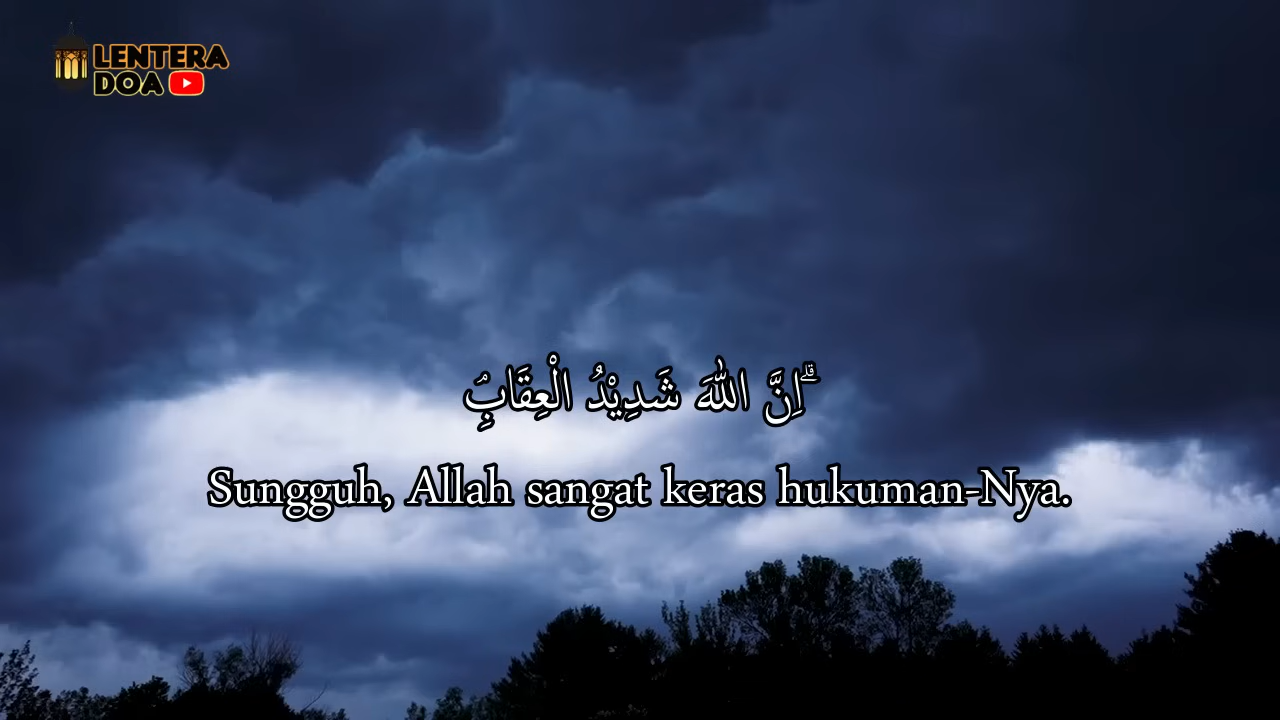 LENTERA
DOA
ۗاِنَّ اللّٰهَ شَدِيْدُ الْعِقَابِۘ
Sungguh, Allah sangat keras hukuman-Nya.